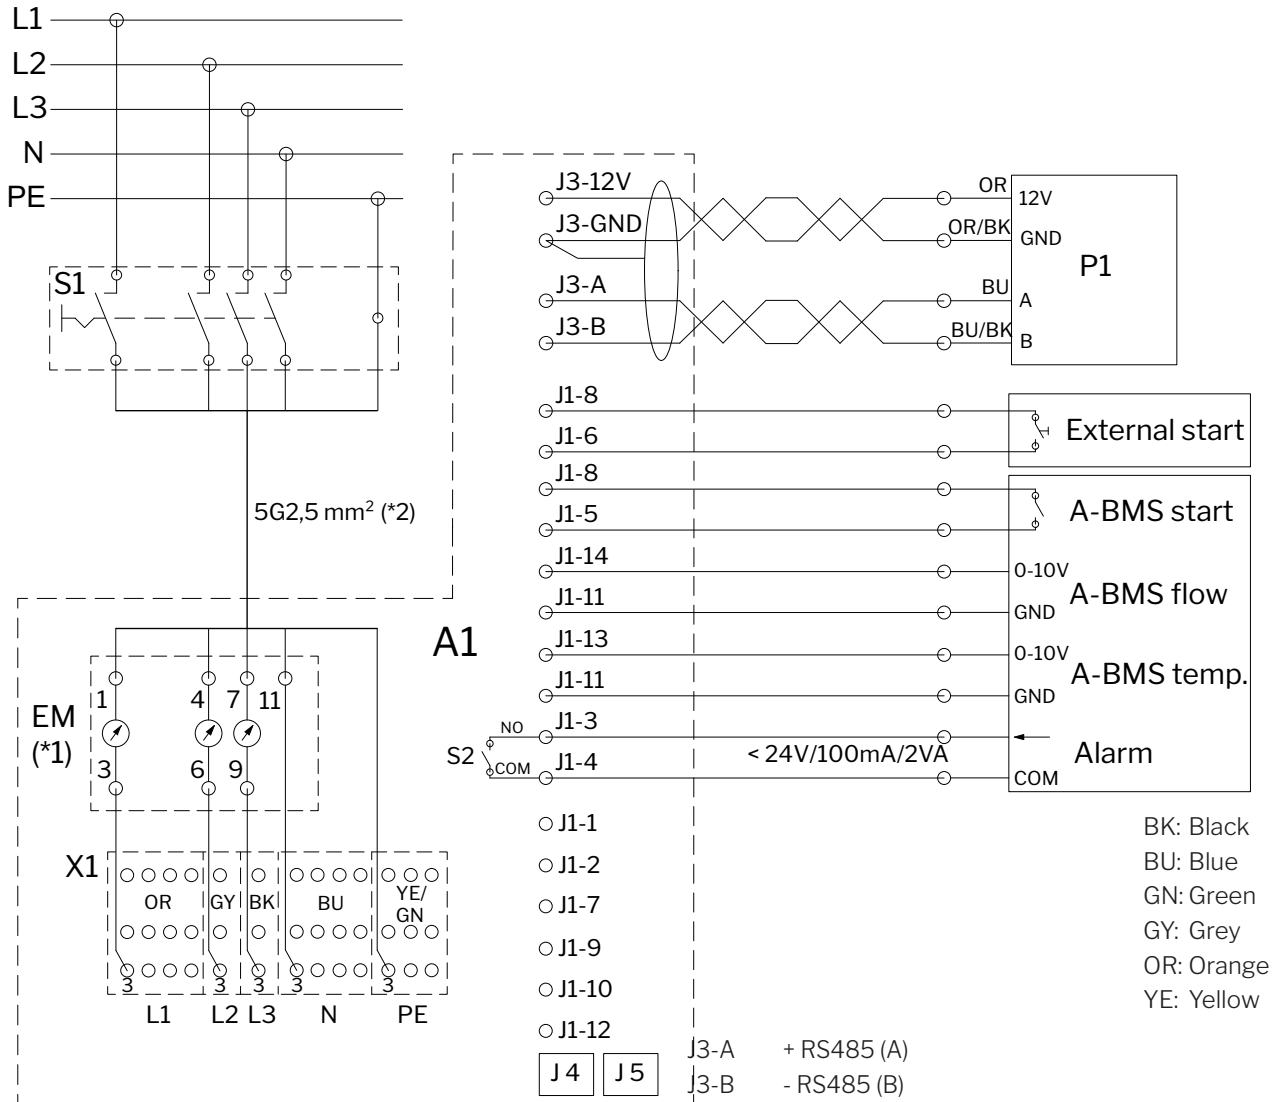 L1
L2
L3
N
PE
S1
5G2,5 mm² (*2)
A1
EM
(*1)
1 4 7 11
3 6 9
X1
OR GY BK BU YE/
GN
3 3 3 3 3
L1 L2 L3 N PE
J3-12V OR 12V
J3-GND OR/BK GND
P1
J3-A BU A
J3-B BU/BK B
J1-8
External start
J1-6
J1-8
A-BMS start
J1-5
J1-14 0-10V
A-BMS flow
J1-11 GND
J1-13 0-10V
A-BMS temp.
J1-11 GND
NO J1-3
S2 < 24V/100mA/2VA Alarm
COM J1-4 COM
J1-1
J1-2
J1-7
J1-9
J1-10
J1-12
J4 J5
J3-A + RS485 (A)
J3-B - RS485 (B)
BK: Black
BU: Blue
GN: Green
GY: Grey
OR: Orange
YE: Yellow